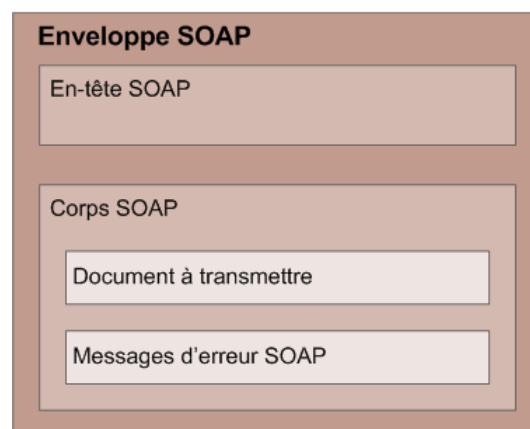 Enveloppe SOAP
En-tête SOAP
Corps SOAP
Document à transmettre
Messages d'erreur SOAP